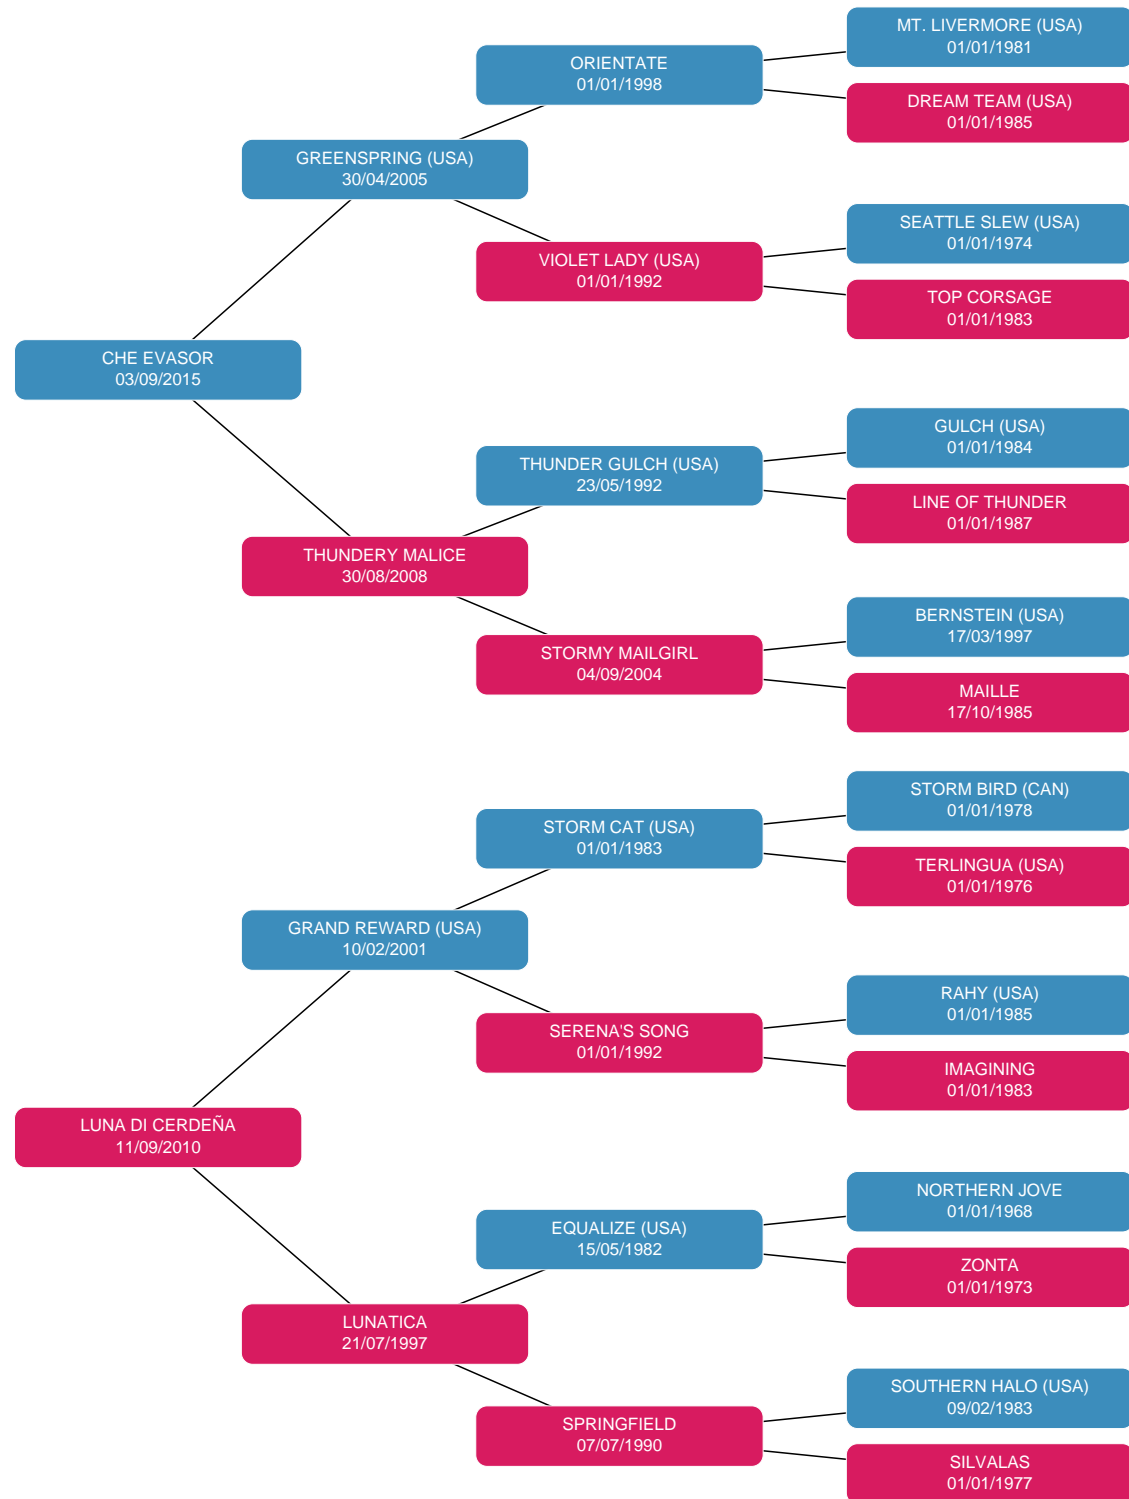 MT. LIVERMORE (USA)
01/01/1981
ORIENTATE
01/01/1998
DREAM TEAM (USA)
01/01/1985
GREENSPRING (USA)
30/04/2005
SEATTLE SLEW (USA)
01/01/1974
VIOLET LADY (USA)
01/01/1992
TOP CORSAGE
01/01/1983
CHE EVASOR
03/09/2015
GULCH (USA)
01/01/1984
THUNDER GULCH (USA)
23/05/1992
LINE OF THUNDER
01/01/1987
THUNDERY MALICE
30/08/2008
BERNSTEIN (USA)
17/03/1997
STORMY MAILGIRL
04/09/2004
MAILLE
17/10/1985
STORM BIRD (CAN)
01/01/1978
STORM CAT (USA)
01/01/1983
TERLINGUA (USA)
01/01/1976
GRAND REWARD (USA)
10/02/2001
RAHY (USA)
01/01/1985
SERENA'S SONG
01/01/1992
IMAGINING
01/01/1983
LUNA DI CERDEÑA
11/09/2010
NORTHERN JOVE
01/01/1968
EQUALIZE (USA)
15/05/1982
ZONTA
01/01/1973
LUNATICA
21/07/1997
SOUTHERN HALO (USA)
09/02/1983
SPRINGFIELD
07/07/1990
SILVALAS
01/01/1977